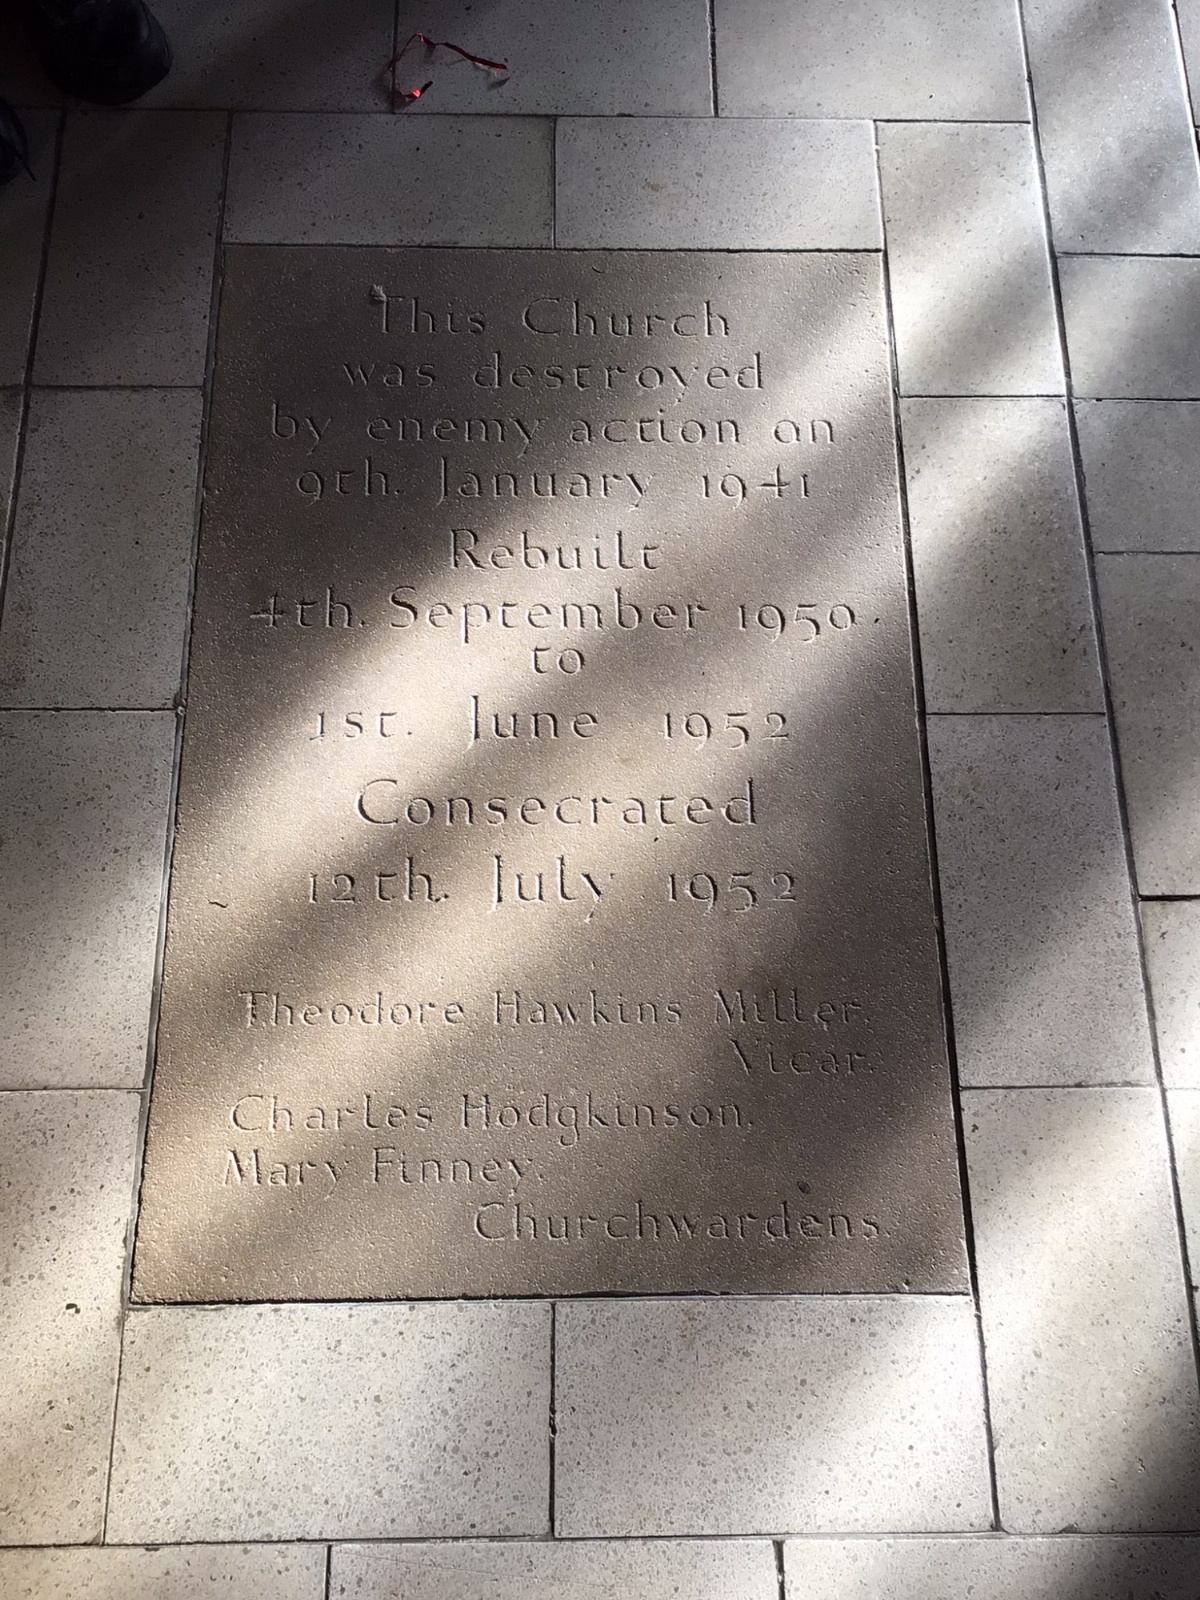 This Church
was destroyed
by enemy action on
9th. January 1941
Rebuilt
4th. September 1950.
to
1st. June 1952
Consecrated
12th. July 1952
Theodore Hawkins Miller.
Vicar.
Charles Hodgkinson.
Mary Finney.
Churchwardens.